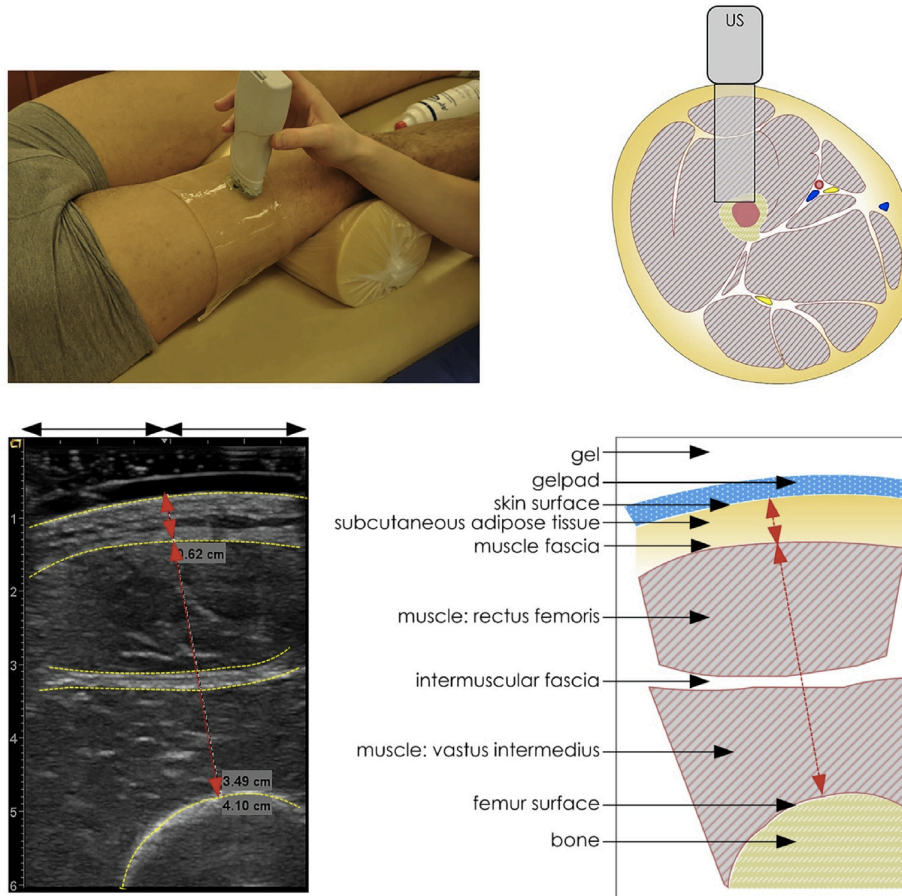 US
1
2
3
4
5
6
0.62 cm
3.49 cm
4.10 cm
gel
gelpad
skin surface
subcutaneous adipose tissue
muscle fascia
muscle: rectus femoris
intermuscular fascia
muscle: vastus intermedius
femur surface
bone